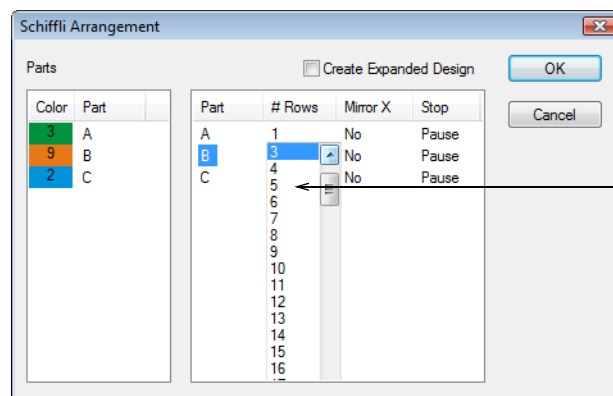 Schiffli Arrangement
Parts
Create Expanded Design
OK
Cancel
Color Part
3 A
9 B
2 C
Part # Rows Mirror X Stop
A 1 No Pause
B 3 No Pause
C 4 No Pause
5
6
7
8
9
10
11
12
13
14
15
16